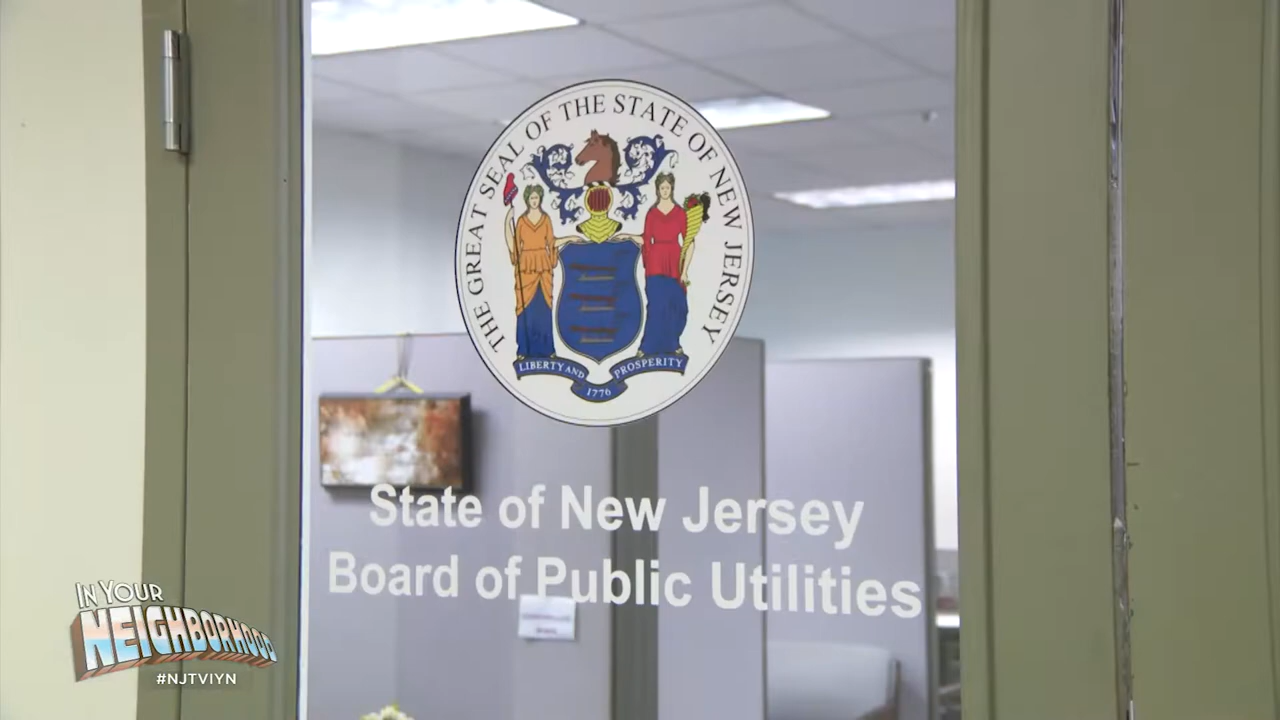 THE GREAT SEAL OF THE STATE OF NEW JERSEY
LIBERTY AND PROSPERITY
1776
State of New Jersey
Board of Public Utilities
IN YOUR
NEIGHBORHOOD
#NJTVIYN